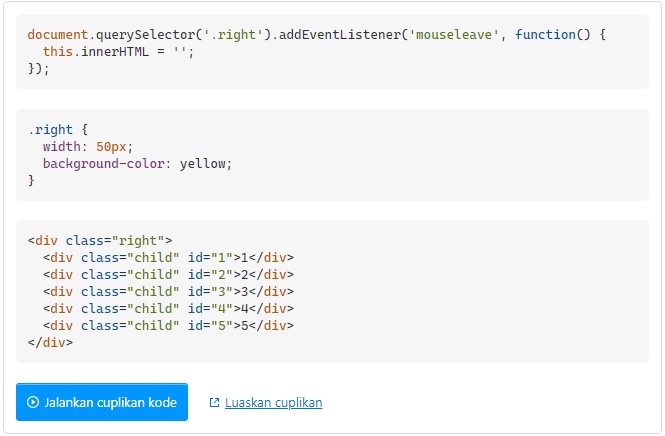 document.querySelector('.right').addEventListener('mouseleave', function() {
  this.innerHTML = '';
});
.right {
  width: 50px;
  background-color: yellow;
}
<div class="right">
  <div class="child" id="1">1</div>
  <div class="child" id="2">2</div>
  <div class="child" id="3">3</div>
  <div class="child" id="4">4</div>
  <div class="child" id="5">5</div>
</div>
Jalankan cuplikan kode
Luaskan cuplikan